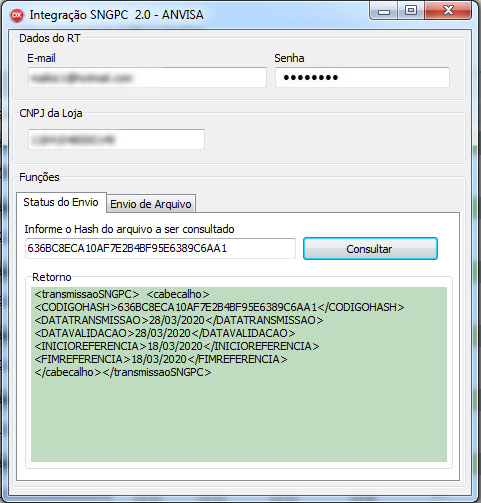 Integração SNGPC 2.0 - ANVISA
Dados do RT
E-mail
Senha
CNPJ da Loja
Funções
Status do Envio
Envio de Arquivo
Informe o Hash do arquivo a ser consultado
636BC8ECA10AF7E2B4BF95E6389C6AA1
Consultar
Retorno
<transmissaoSNGPC> <cabecalho>
<CODIGOHASH>636BC8ECA10AF7E2B4BF95E6389C6AA1</CODIGOHASH>
<DATATRANSMISSAO>28/03/2020</DATATRANSMISSAO>
<DATAVALIDACAO>28/03/2020</DATAVALIDACAO>
<INICIOREFERENCIA>18/03/2020</INICIOREFERENCIA>
<FIMREFERENCIA>18/03/2020</FIMREFERENCIA>
</cabecalho></transmissaoSNGPC>